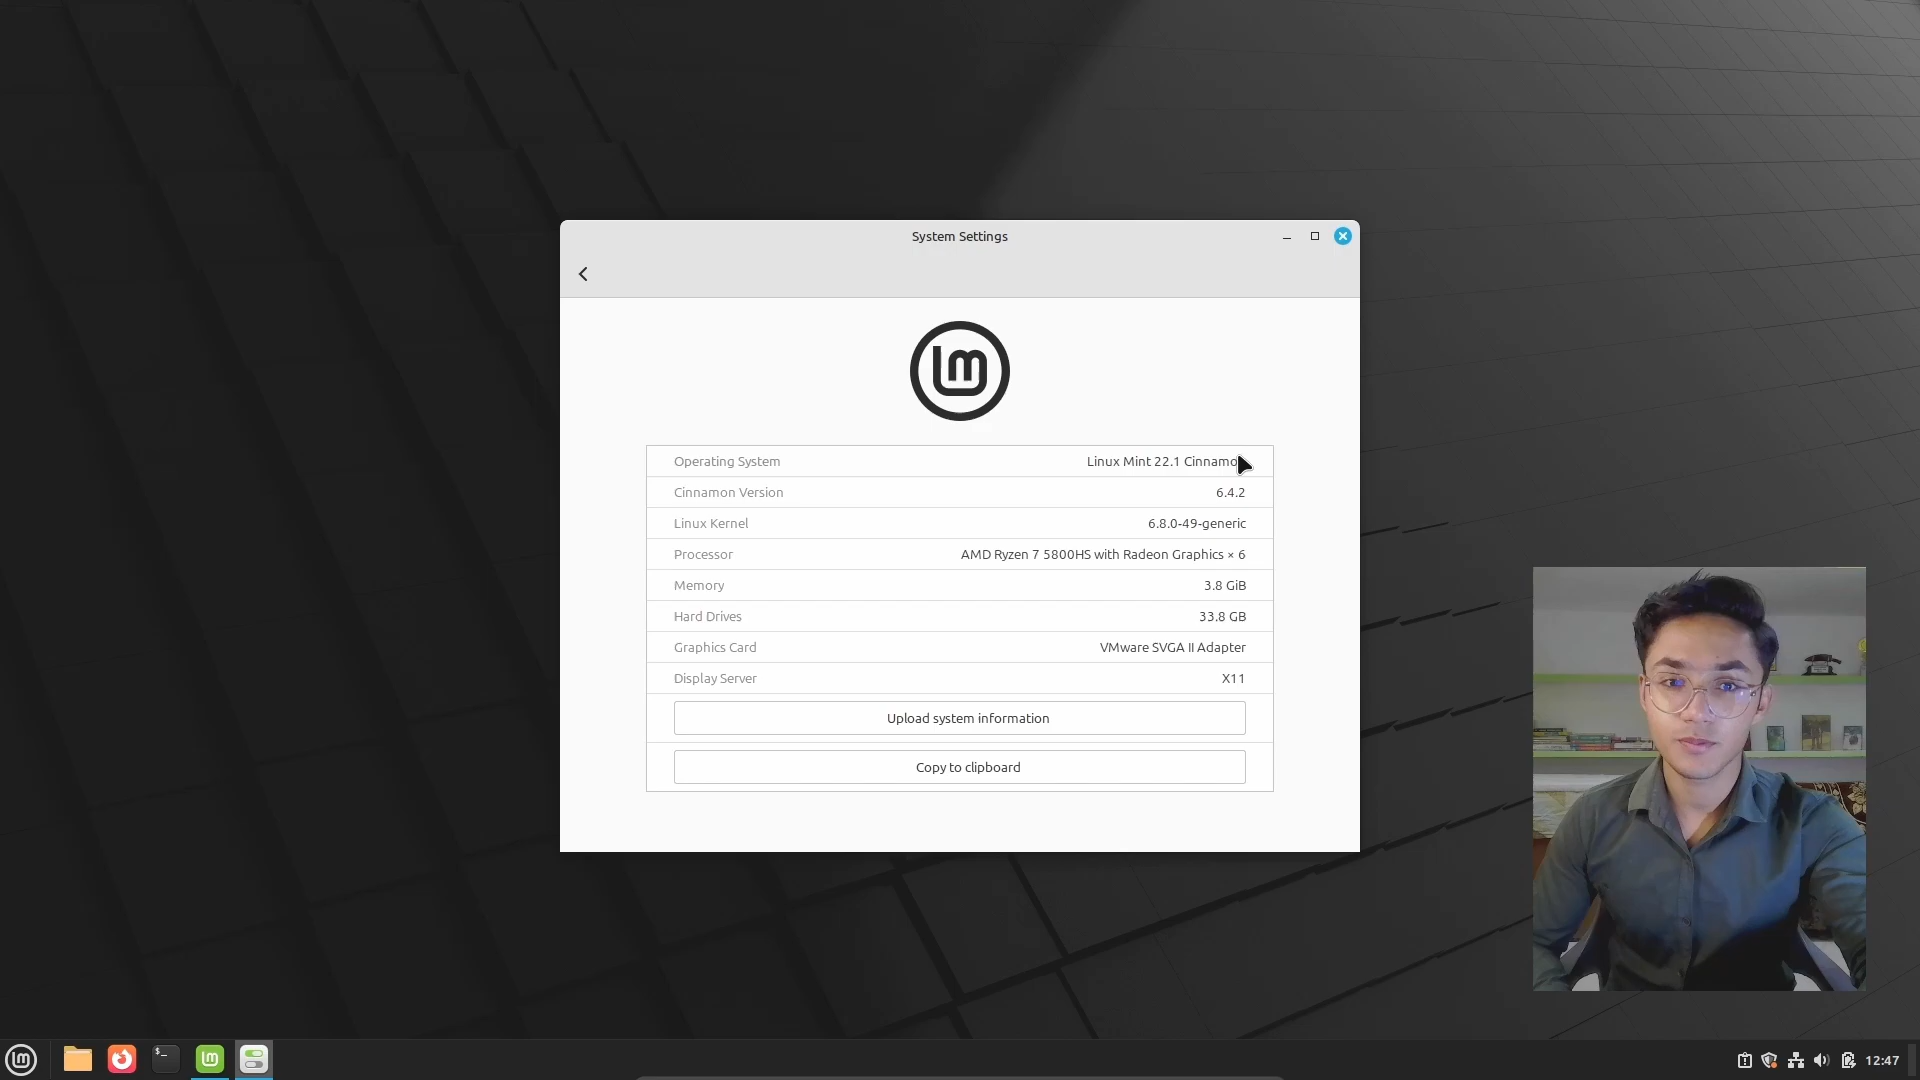 System Settings
Operating System Linux Mint 22.1 Cinnamo
Cinnamon Version 6.4.2
Linux Kernel 6.8.0-49-generic
Processor AMD Ryzen 7 5800HS with Radeon Graphics × 6
Memory 3.8 GiB
Hard Drives 33.8 GB
Graphics Card VMware SVGA II Adapter
Display Server X11
Upload system information
Copy to clipboard
12:47